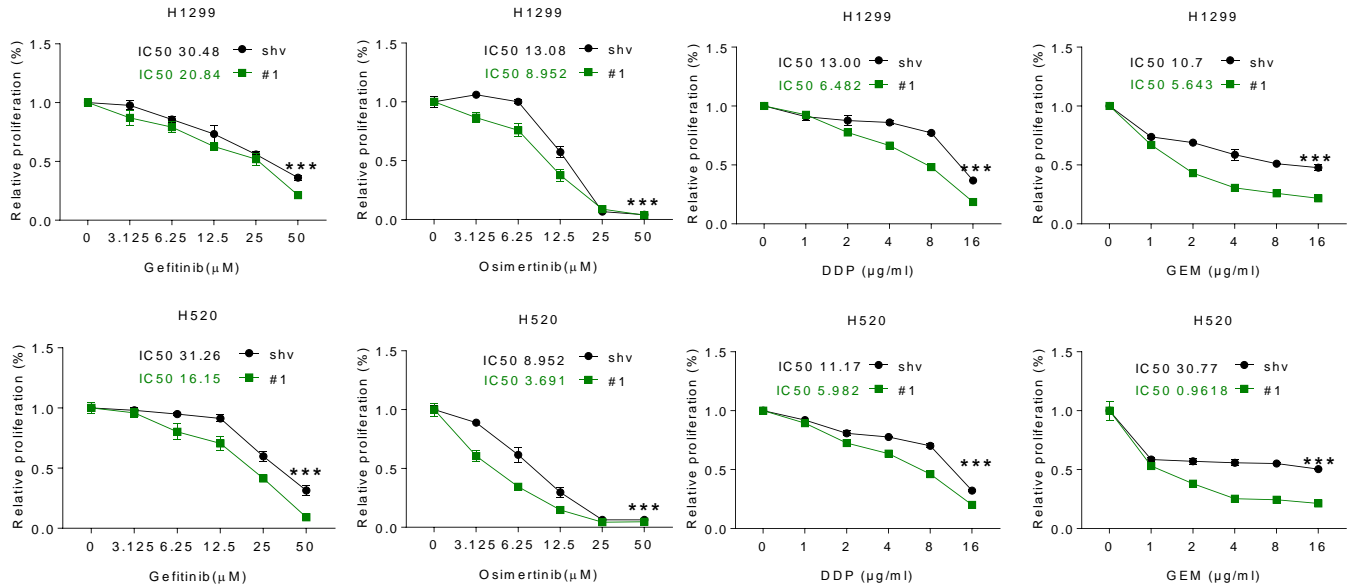 H1299
Relative proliferation (%)
1.5
1.0
0.5
0.0
IC50 30.48 shv
IC50 20.84 #1
***
0 3.125 6.25 12.5 25 50
Gefitinib(μM)
H1299
Relative proliferation (%)
1.5
1.0
0.5
0.0
IC50 13.08 shv
IC50 8.952 #1
***
0 3.125 6.25 12.5 25 50
Osimertinib(μM)
H1299
Relative proliferation (%)
1.5
1.0
0.5
0.0
IC50 13.00 shv
IC50 6.482 #1
***
0 1 2 4 8 16
DDP (μg/ml)
H1299
Relative proliferation (%)
1.5
1.0
0.5
0.0
IC50 10.7 shv
IC50 5.643 #1
***
0 1 2 4 8 16
GEM (μg/ml)
H520
Relative proliferation (%)
1.5
1.0
0.5
0.0
IC50 31.26 shv
IC50 16.15 #1
***
0 3.125 6.25 12.5 25 50
Gefitinib(μM)
H520
Relative proliferation (%)
1.5
1.0
0.5
0.0
IC50 8.952 shv
IC50 3.691 #1
***
0 3.125 6.25 12.5 25 50
Osimertinib(μM)
H520
Relative proliferation (%)
1.5
1.0
0.5
0.0
IC50 11.17 shv
IC50 5.982 #1
***
0 1 2 4 8 16
DDP (μg/ml)
H520
Relative proliferation (%)
1.5
1.0
0.5
0.0
IC50 30.77 shv
IC50 0.9618 #1
***
0 1 2 4 8 16
GEM (μg/ml)